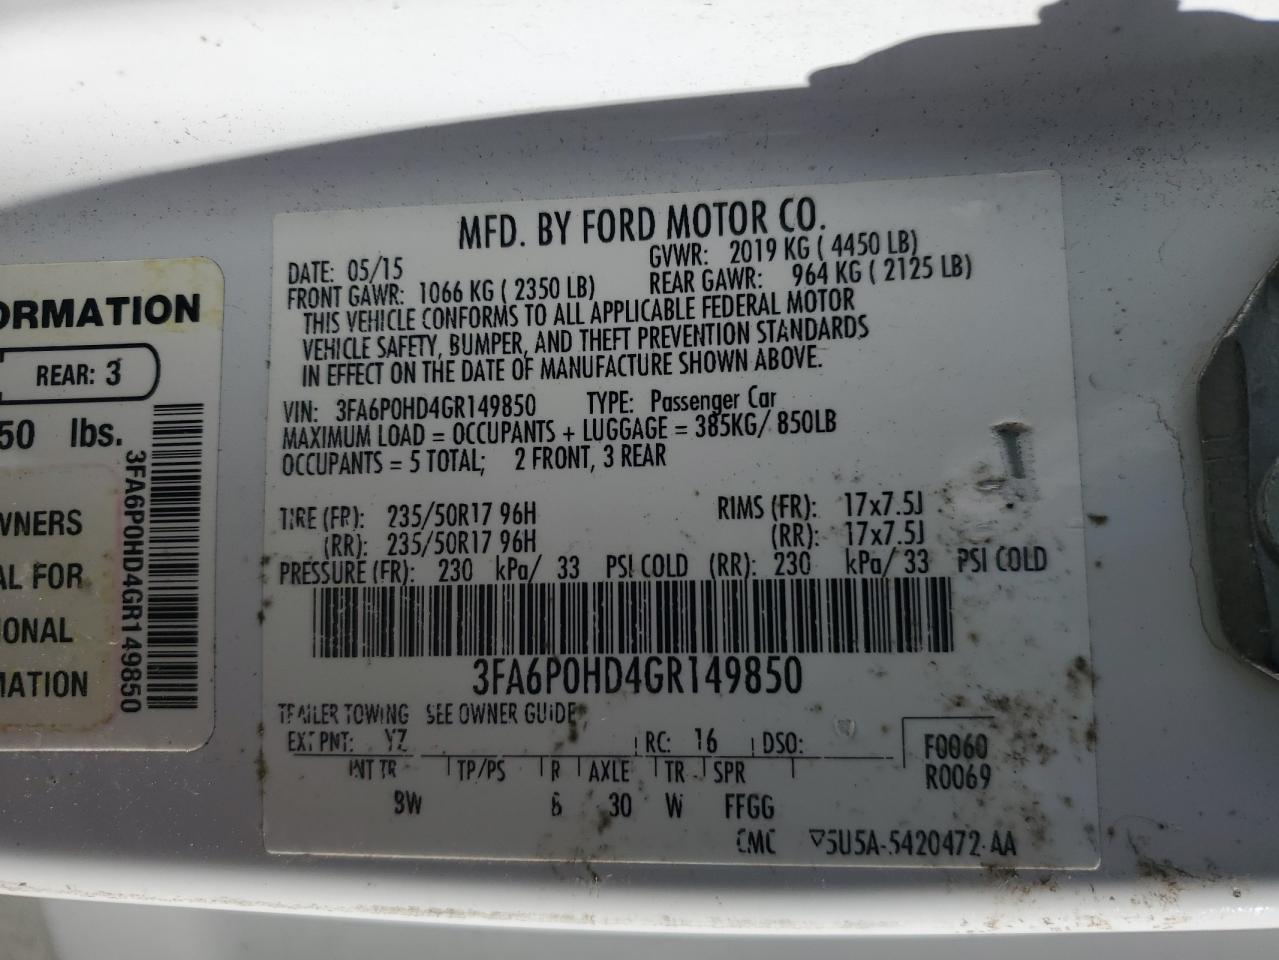 ORMATION
REAR: 3
50 lbs.
WNERS
AL FOR
IONAL
MATION
3FA6P0HD4GR149850
MFD. BY FORD MOTOR CO.
DATE: 05/15 GVWR: 2019 KG ( 4450 LB)
FRONT GAWR: 1066 KG ( 2350 LB) REAR GAWR: 964 KG ( 2125 LB)
THIS VEHICLE CONFORMS TO ALL APPLICABLE FEDERAL MOTOR
VEHICLE SAFETY, BUMPER, AND THEFT PREVENTION STANDARDS
IN EFFECT ON THE DATE OF MANUFACTURE SHOWN ABOVE.
VIN: 3FA6P0HD4GR149850 TYPE: Passenger Car
MAXIMUM LOAD = OCCUPANTS + LUGGAGE = 385KG/ 850LB
OCCUPANTS = 5 TOTAL; 2 FRONT, 3 REAR
TIRE (FR): 235/50R17 96H RIMS (FR): 17x7.5J
(RR): 235/50R17 96H (RR): 17x7.5J
PRESSURE (FR): 230 kPa/ 33 PSI COLD (RR): 230 kPa/ 33 PSI COLD
3FA6P0HD4GR149850
TRAILER TOWING SEE OWNER GUIDE
EXT PNT: YZ RC: 16 DSO:
INT TR TP/PS R AXLE TR SPR
W 6 30 W FFGG
F0060
R0069
CMC ▽5U5A-5420472-AA